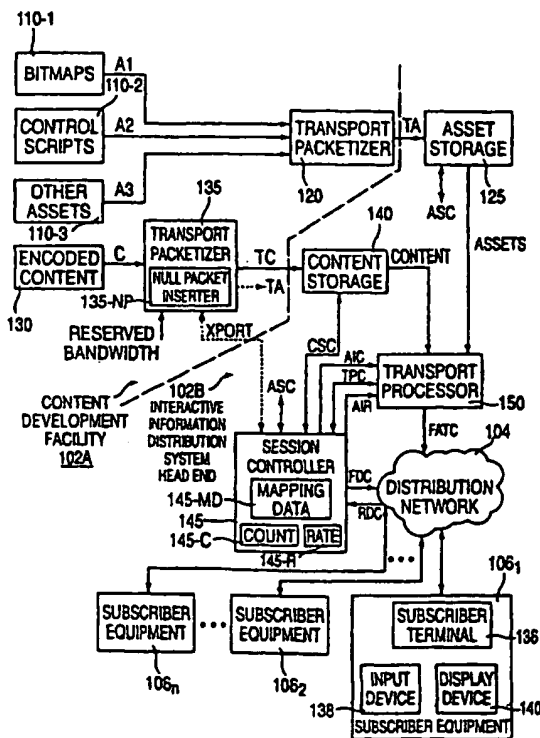 110-1
BITMAPS
A1
110-2
CONTROL
SCRIPTS
A2
OTHER
ASSETS
A3
110-3
TRANSPORT
PACKETIZER
120
TA
ASSET
STORAGE
125
ASC
ASSETS
135
ENCODED
CONTENT
130
C
TRANSPORT
PACKETIZER
NULL PACKET
INSERTER
135-NP
TC
TA
140
CONTENT
STORAGE
CONTENT
RESERVED
BANDWIDTH
XPORT
CSC
AIC
TPC
AIR
TRANSPORT
PROCESSOR
150
CONTENT
DEVELOPMENT
FACILITY
102A
102B
INTERACTIVE
INFORMATION
DISTRIBUTION
SYSTEM
HEAD END
ASC
FATC
104
SESSION
CONTROLLER
145-MD
MAPPING
DATA
145
COUNT
RATE
145-C
145-R
FDC
RDC
DISTRIBUTION
NETWORK
SUBSCRIBER
EQUIPMENT
106n
SUBSCRIBER
EQUIPMENT
1062
1061
SUBSCRIBER
TERMINAL
136
INPUT
DEVICE
138
DISPLAY
DEVICE
140
SUBSCRIBER EQUIPMENT